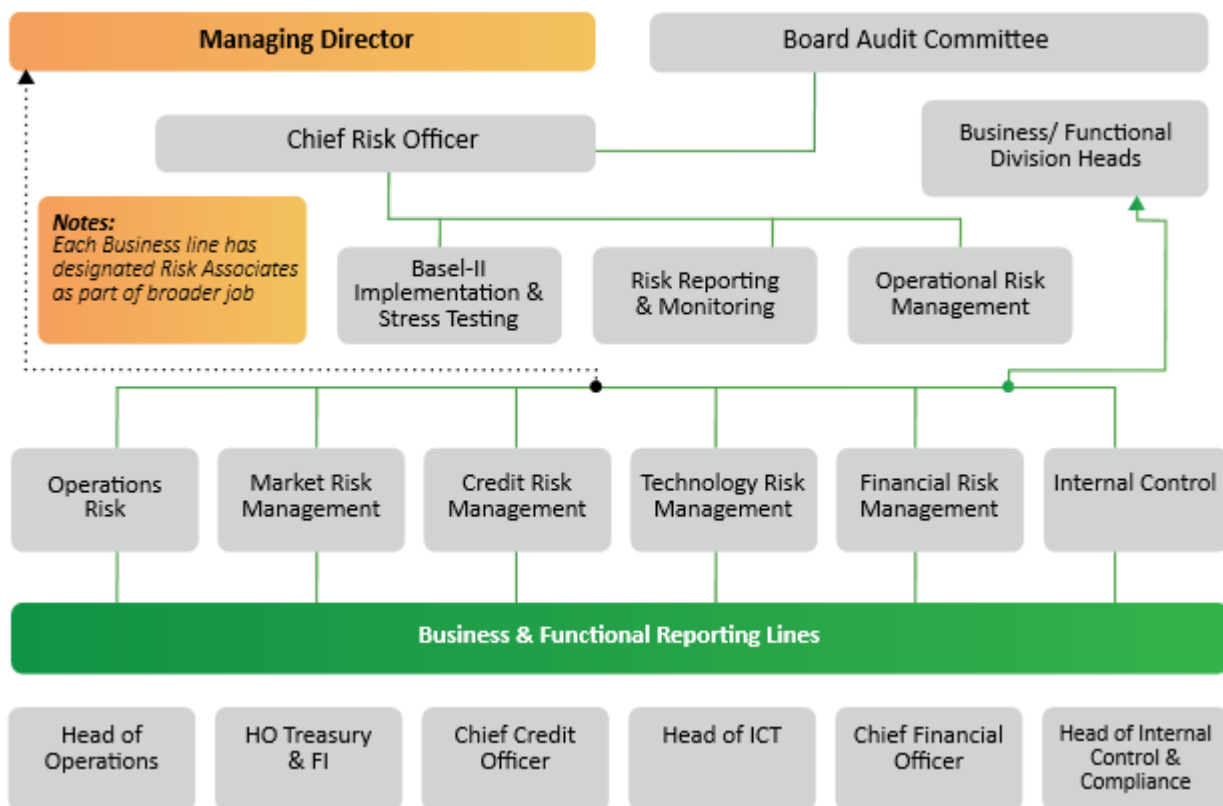 Managing Director
Board Audit Committee
Chief Risk Officer
Business/ Functional
Division Heads
Notes:
Each Business line has
designated Risk Associates
as part of broader job
Basel-II
Implementation &
Stress Testing
Risk Reporting
& Monitoring
Operational Risk
Management
Operations
Risk
Market Risk
Management
Credit Risk
Management
Technology Risk
Management
Financial Risk
Management
Internal Control
Business & Functional Reporting Lines
Head of
Operations
HO Treasury
& FI
Chief Credit
Officer
Head of ICT
Chief Financial
Officer
Head of Internal
Control &
Compliance